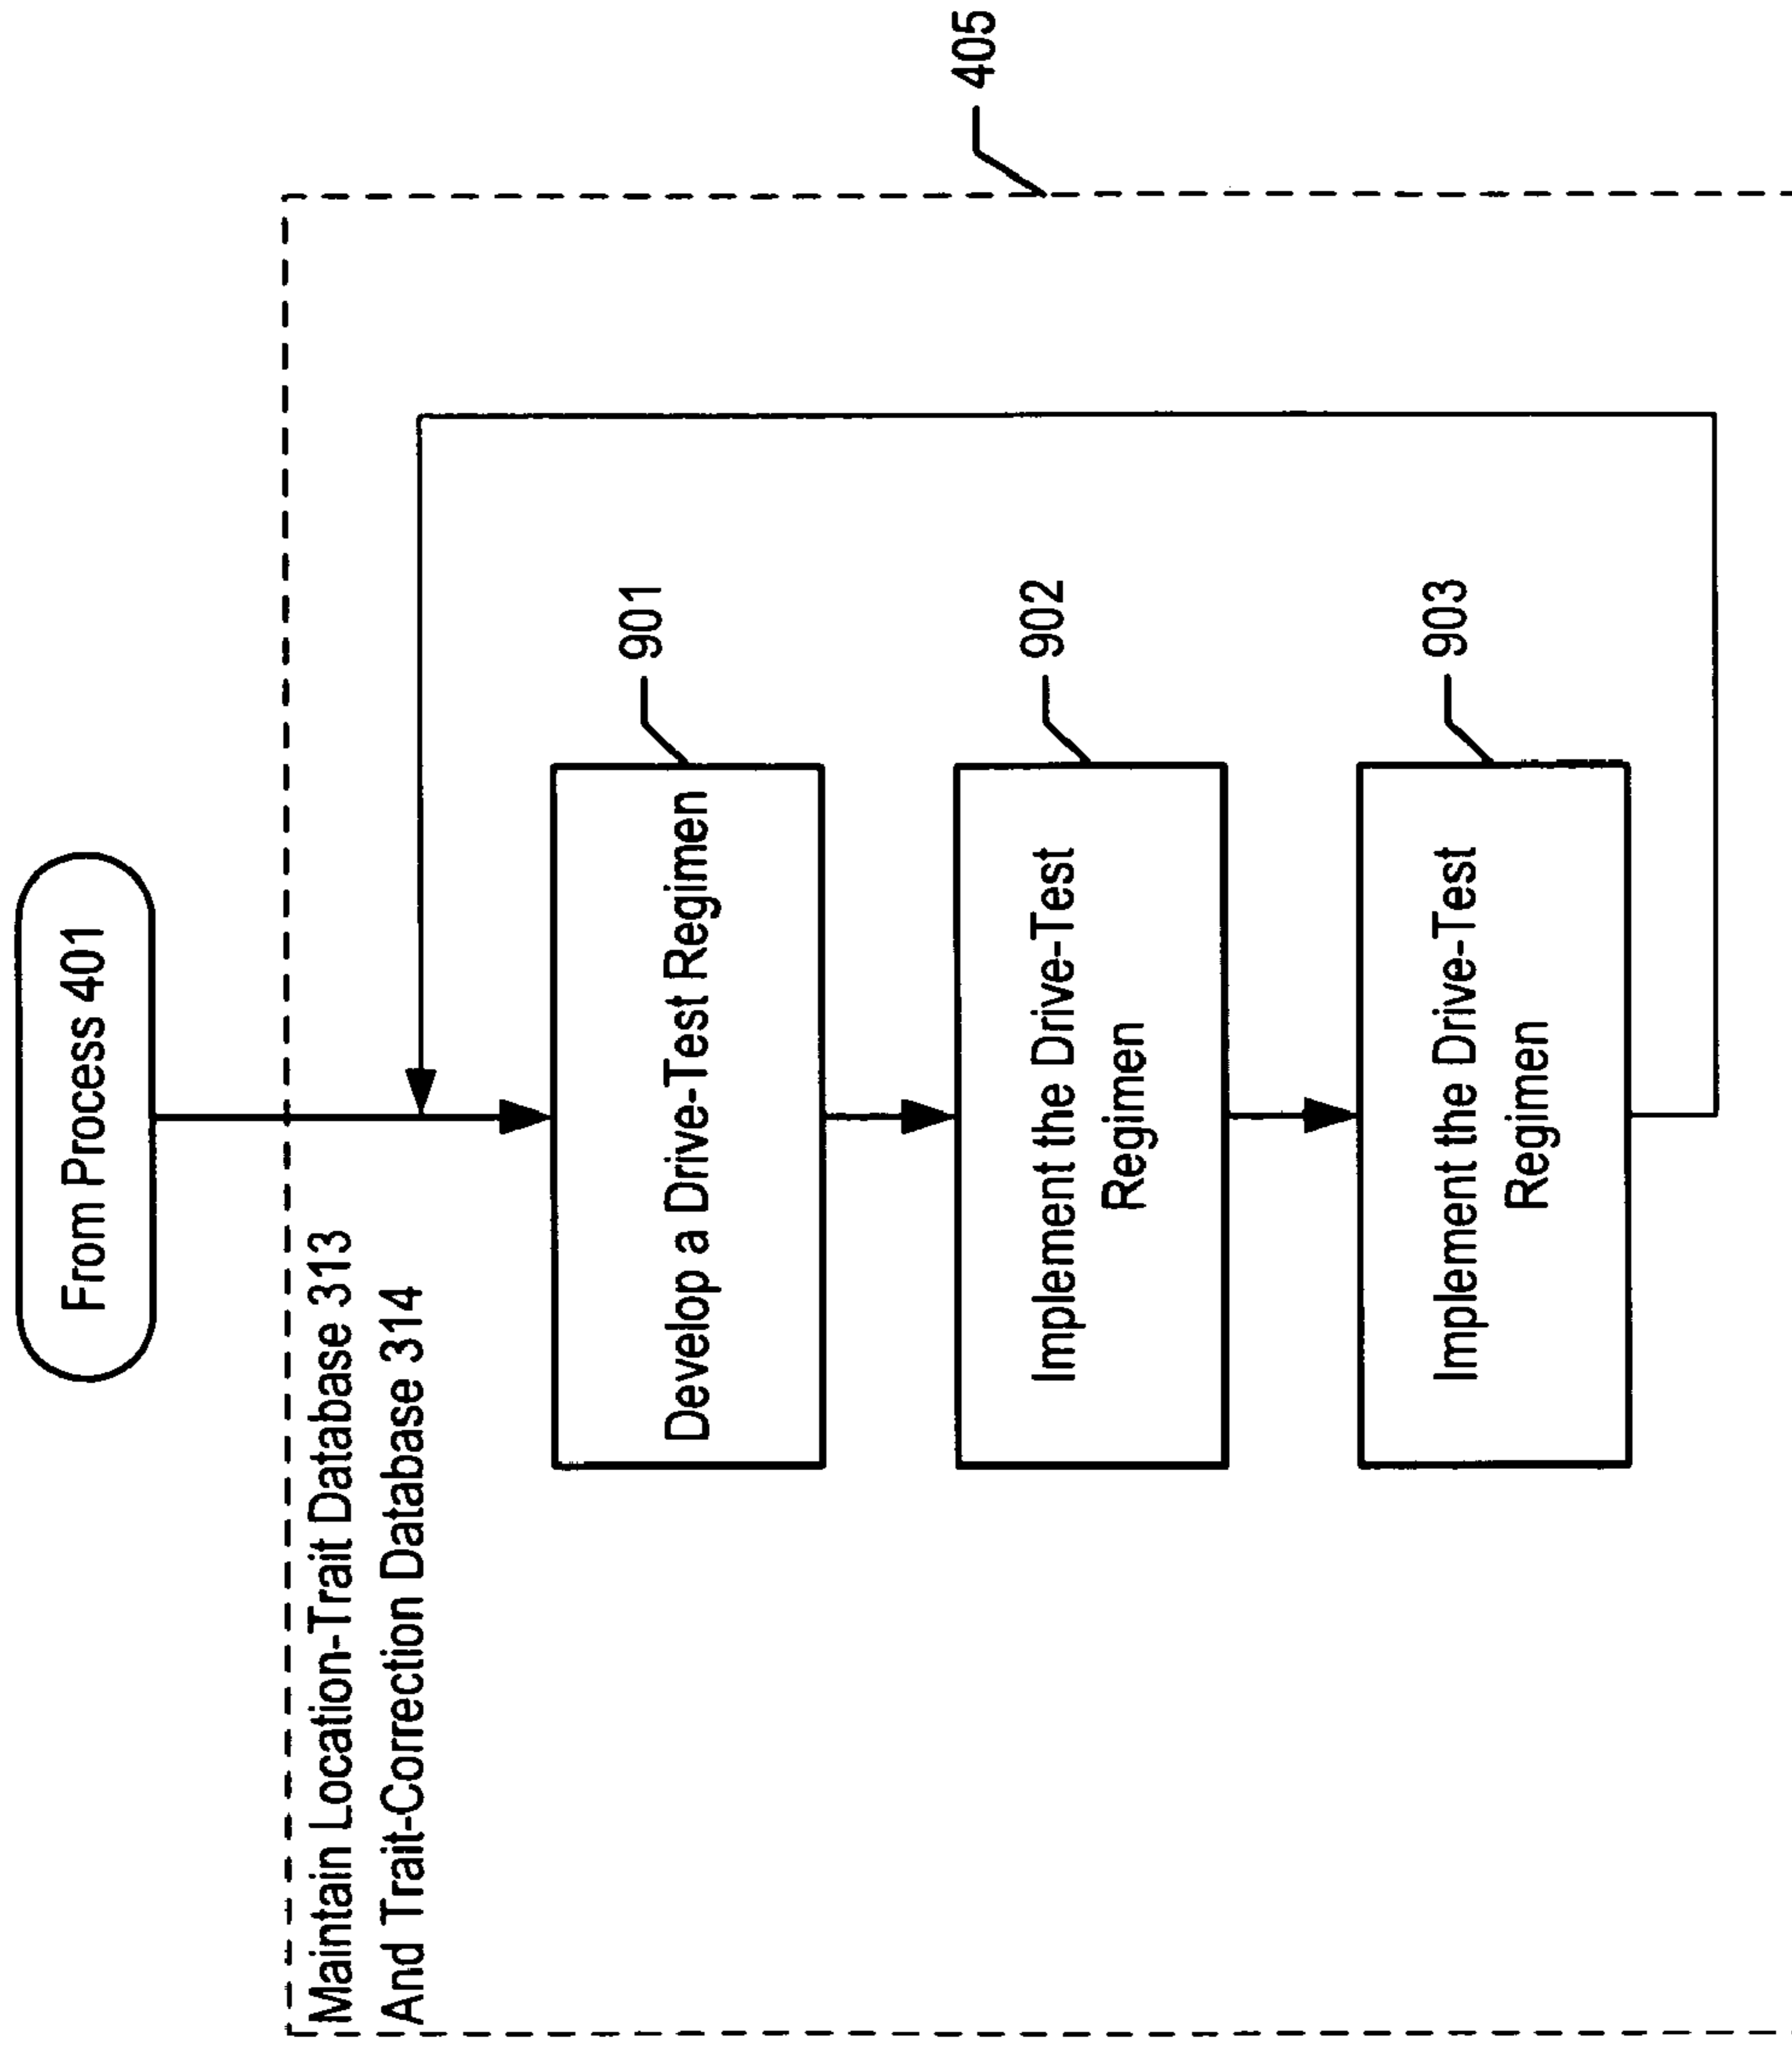 From Process 401
Maintain Location-Trait Database 313
And Trait-Correction Database 314
405
901
Develop a Drive-Test Regimen
902
Implement the Drive-Test
Regimen
903
Implement the Drive-Test
Regimen